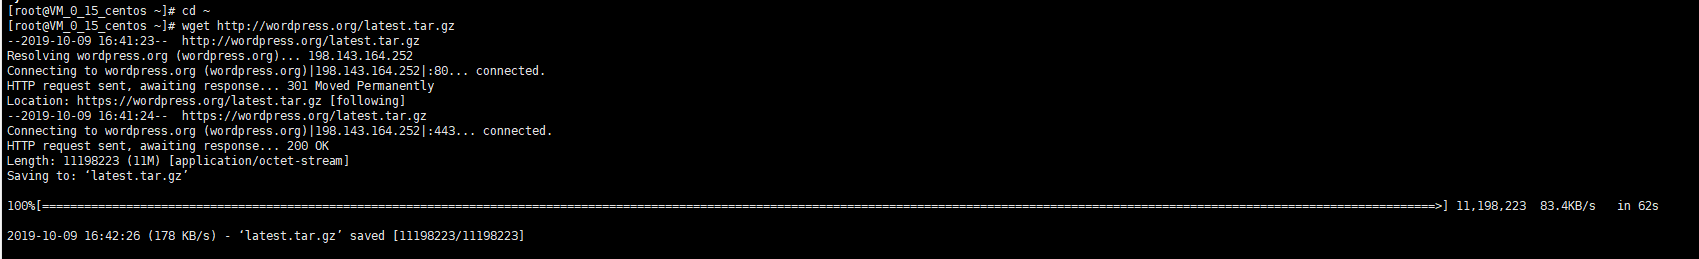 [root@VM_0_15_centos ~]# cd ~
[root@VM_0_15_centos ~]# wget http://wordpress.org/latest.tar.gz
--2019-10-09 16:41:23--  http://wordpress.org/latest.tar.gz
Resolving wordpress.org (wordpress.org)... 198.143.164.252
Connecting to wordpress.org (wordpress.org)|198.143.164.252|:80... connected.
HTTP request sent, awaiting response... 301 Moved Permanently
Location: https://wordpress.org/latest.tar.gz [following]
--2019-10-09 16:41:24--  https://wordpress.org/latest.tar.gz
Connecting to wordpress.org (wordpress.org)|198.143.164.252|:443... connected.
HTTP request sent, awaiting response... 200 OK
Length: 11198223 (11M) [application/octet-stream]
Saving to: ‘latest.tar.gz’
100%[=======================================================================================================================================================================================================>] 11,198,223  83.4KB/s   in 62s
2019-10-09 16:42:26 (178 KB/s) - ‘latest.tar.gz’ saved [11198223/11198223]